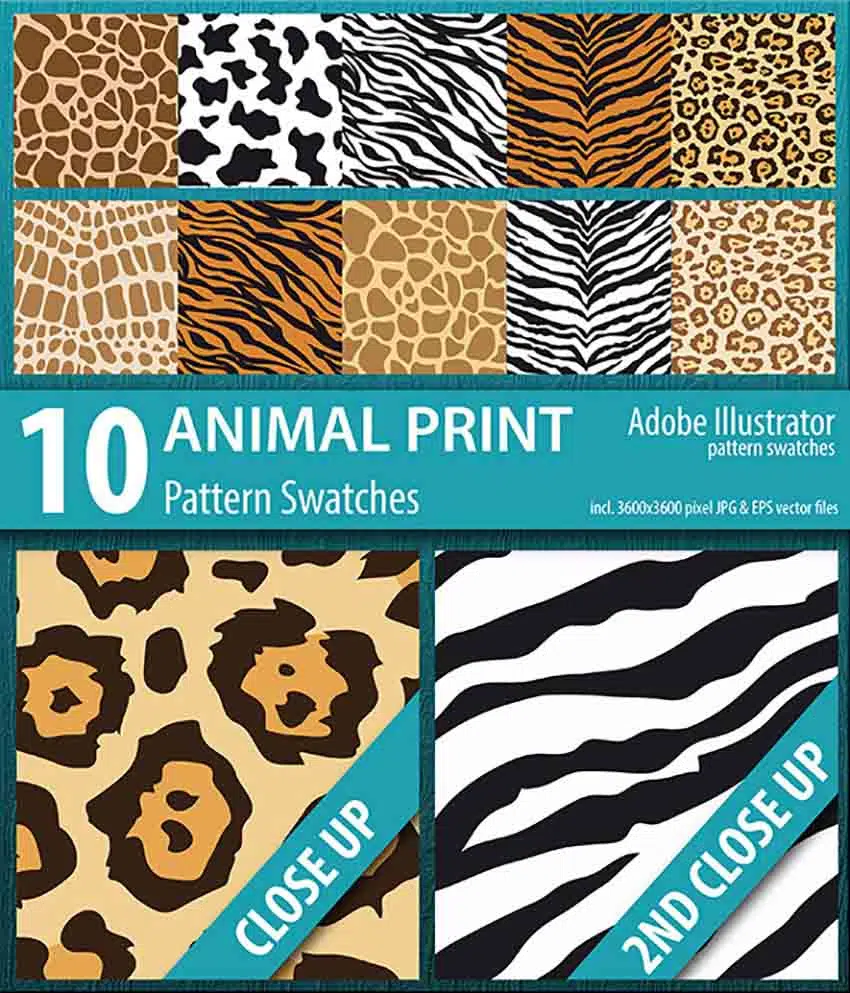 10 ANIMAL PRINT
Pattern Swatches
Adobe Illustrator
pattern swatches
incl. 3600x3600 pixel JPG & EPS vector files
CLOSE UP
2ND CLOSE UP